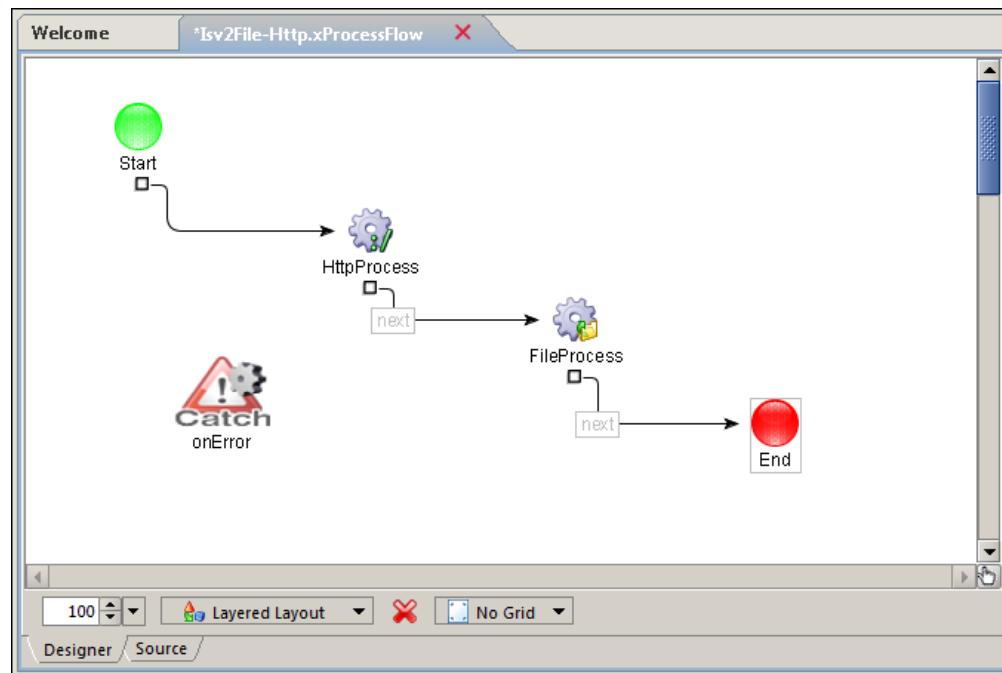 Welcome
*Isv2File-Http.xProcessFlow
Start
HttpProcess
next
FileProcess
Catch
onError
next
End
100
Layered Layout
No Grid
Designer
Source